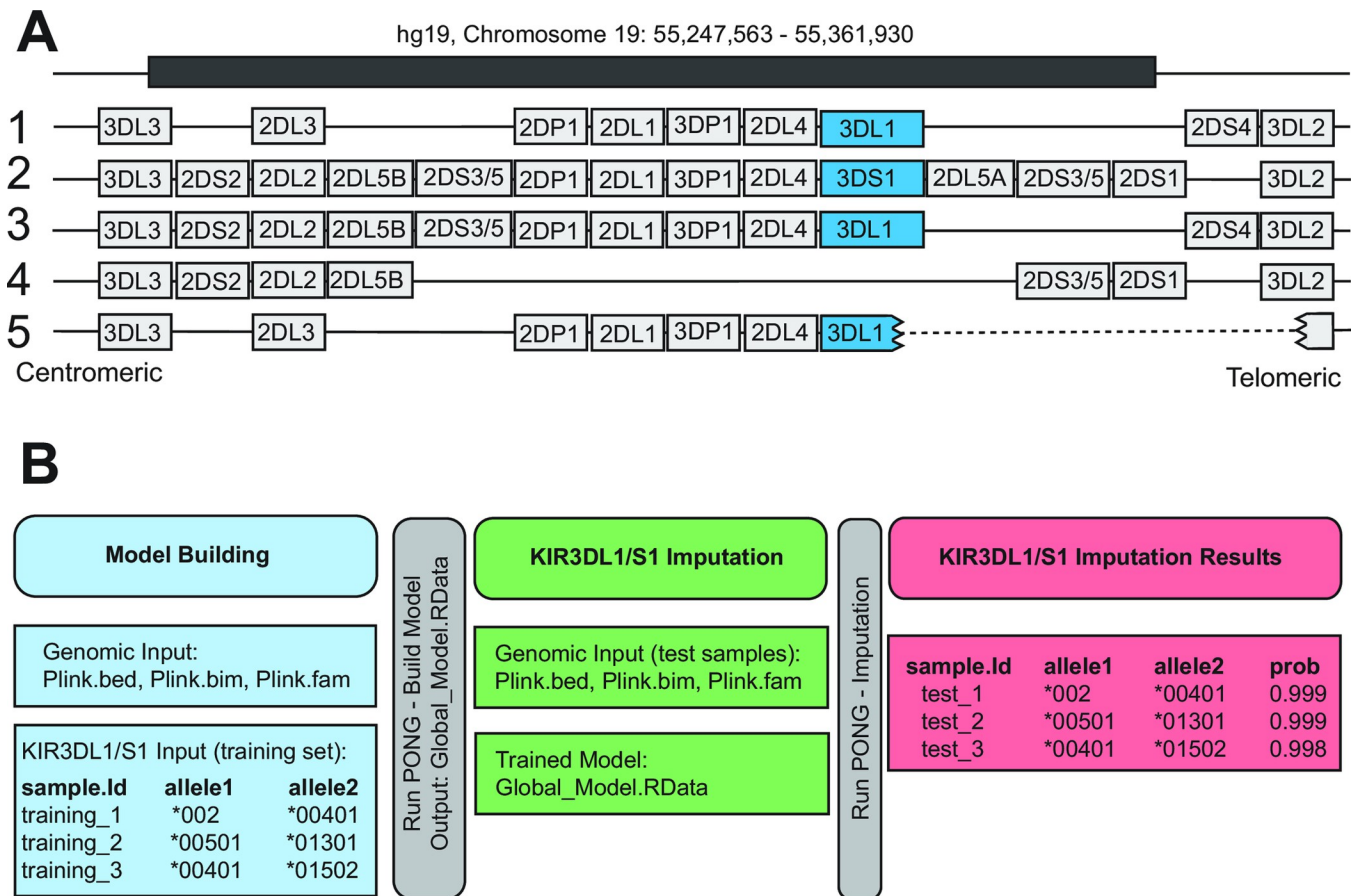 A
hg19, Chromosome 19: 55,247,563 - 55,361,930
1 3DL3 2DL3 2DP1 2DL1 3DP1 2DL4 3DL1 2DS4 3DL2
2 3DL3 2DS2 2DL2 2DL5B 2DS3/5 2DP1 2DL1 3DP1 2DL4 3DS1 2DL5A 2DS3/5 2DS1 3DL2
3 3DL3 2DS2 2DL2 2DL5B 2DS3/5 2DP1 2DL1 3DP1 2DL4 3DL1 2DS4 3DL2
4 3DL3 2DS2 2DL2 2DL5B 2DS3/5 2DS1 3DL2
5 3DL3 2DL3 2DP1 2DL1 3DP1 2DL4 3DL1
Centromeric Telomeric
B
Model Building
Genomic Input:
Plink.bed, Plink.bim, Plink.fam
KIR3DL1/S1 Input (training set):
sample.Id allele1 allele2
training_1 *002 *00401
training_2 *00501 *01301
training_3 *00401 *01502
Run PONG - Build Model
Output: Global_Model.RData
KIR3DL1/S1 Imputation
Genomic Input (test samples):
Plink.bed, Plink.bim, Plink.fam
Trained Model:
Global_Model.RData
Run PONG - Imputation
KIR3DL1/S1 Imputation Results
sample.Id allele1 allele2 prob
test_1 *002 *00401 0.999
test_2 *00501 *01301 0.999
test_3 *00401 *01502 0.998